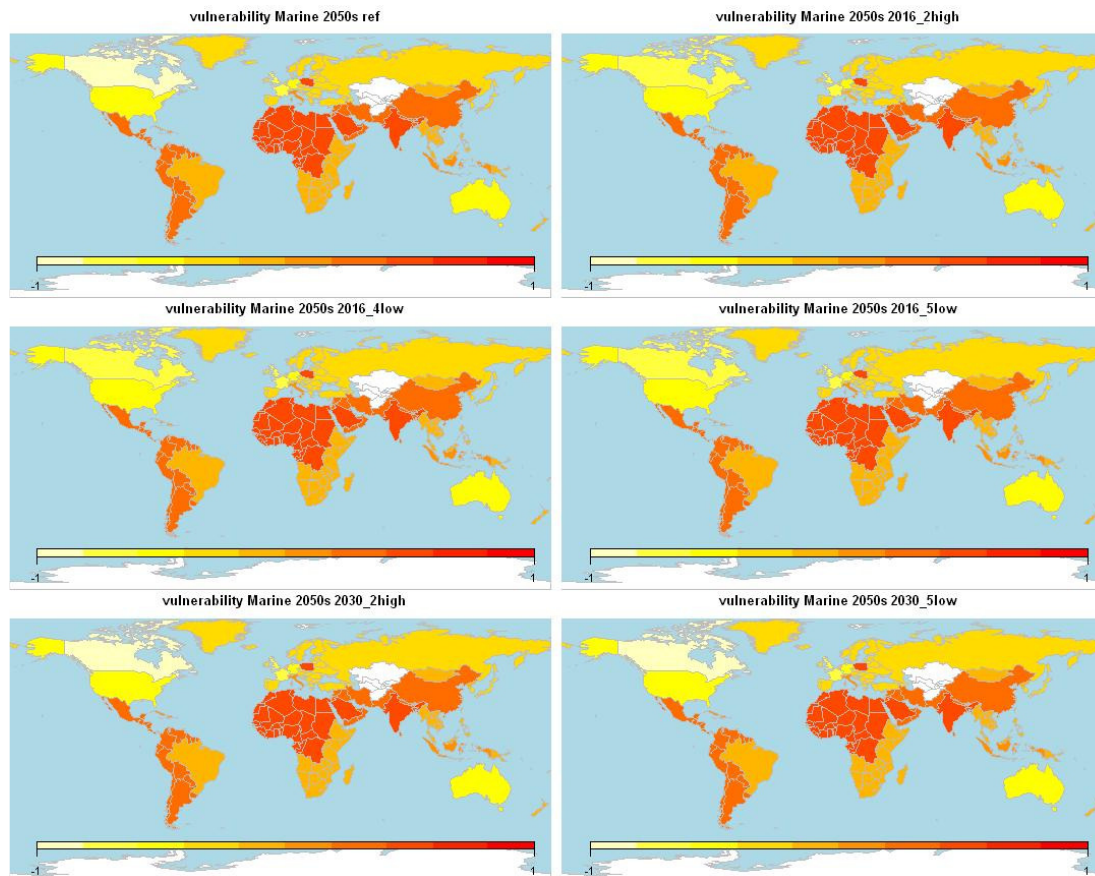 vulnerability Marine 2050s ref
vulnerability Marine 2050s 2016_2high
-1 1
-1 1
vulnerability Marine 2050s 2016_4low
vulnerability Marine 2050s 2016_5low
-1 1
-1 1
vulnerability Marine 2050s 2030_2high
vulnerability Marine 2050s 2030_5low
-1 1
-1 1